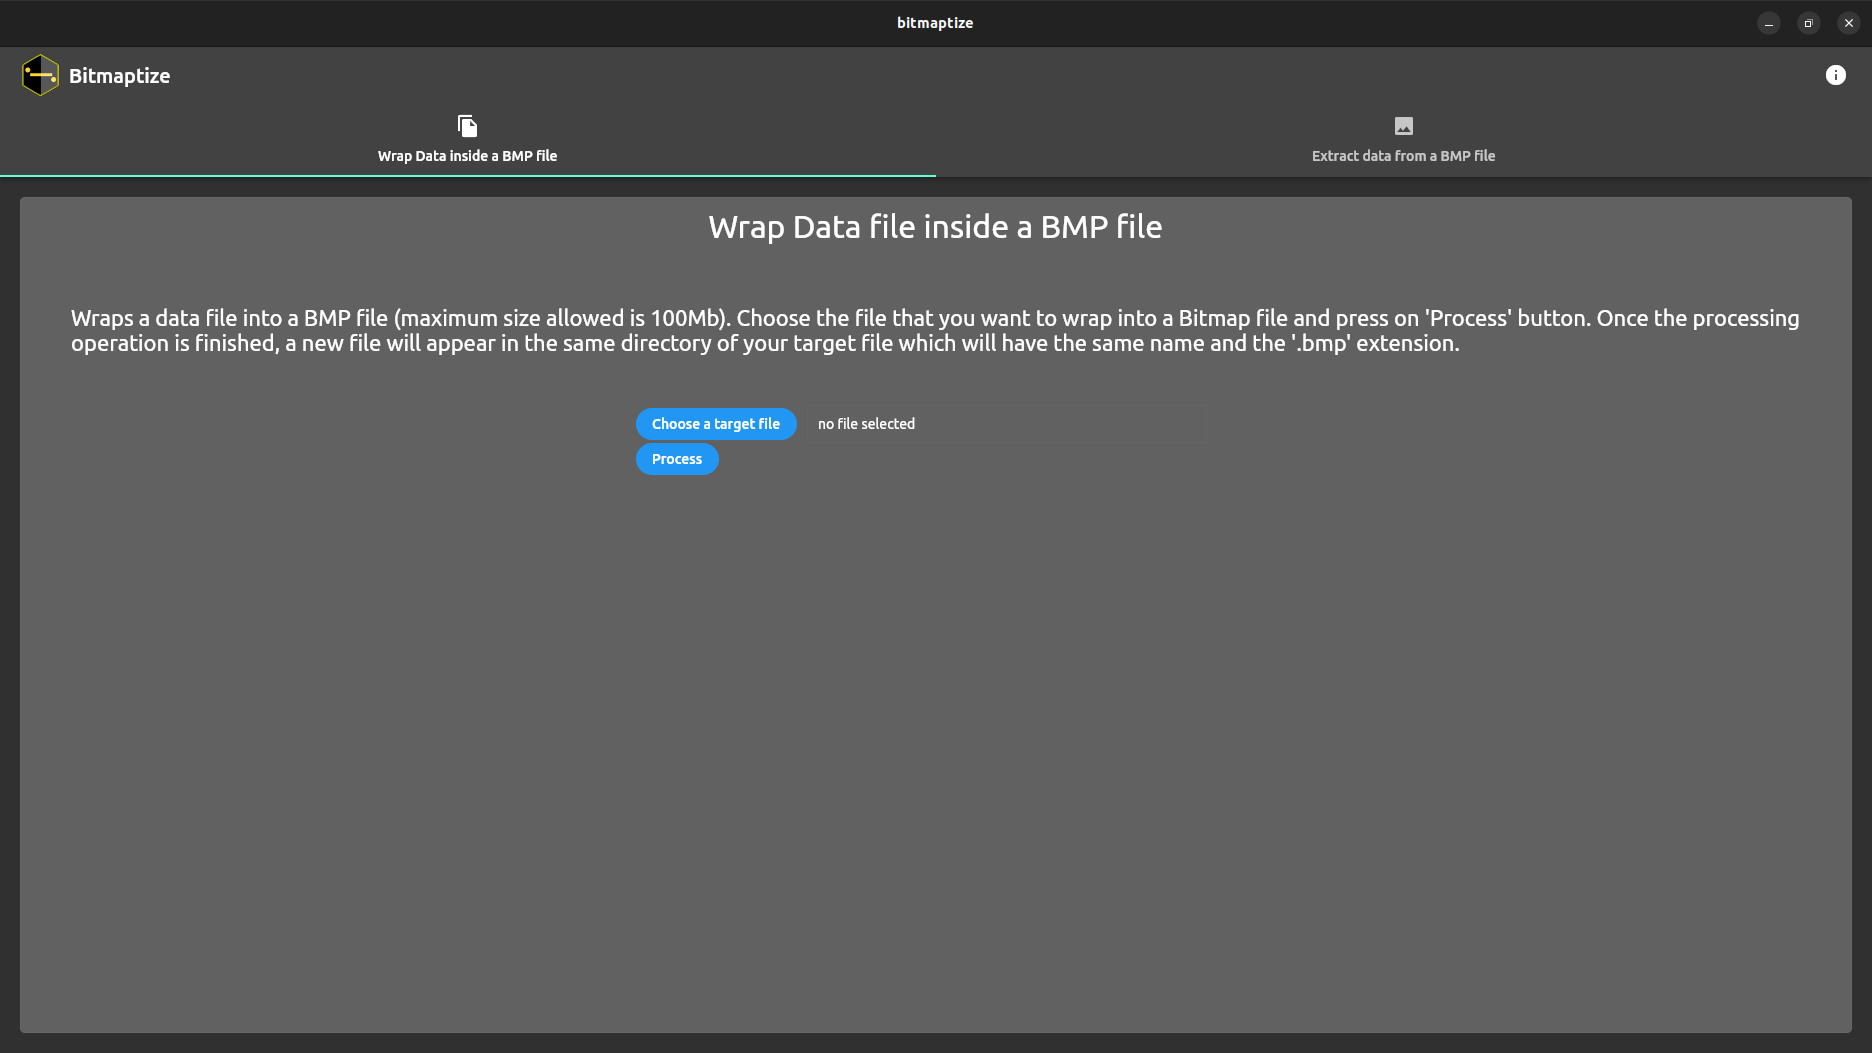 bitmaptize
Bitmaptize
Wrap Data inside a BMP file
Extract data from a BMP file
Wrap Data file inside a BMP file
Wraps a data file into a BMP file (maximum size allowed is 100Mb). Choose the file that you want to wrap into a Bitmap file and press on 'Process' button. Once the processing
operation is finished, a new file will appear in the same directory of your target file which will have the same name and the '.bmp' extension.
Choose a target file
no file selected
Process